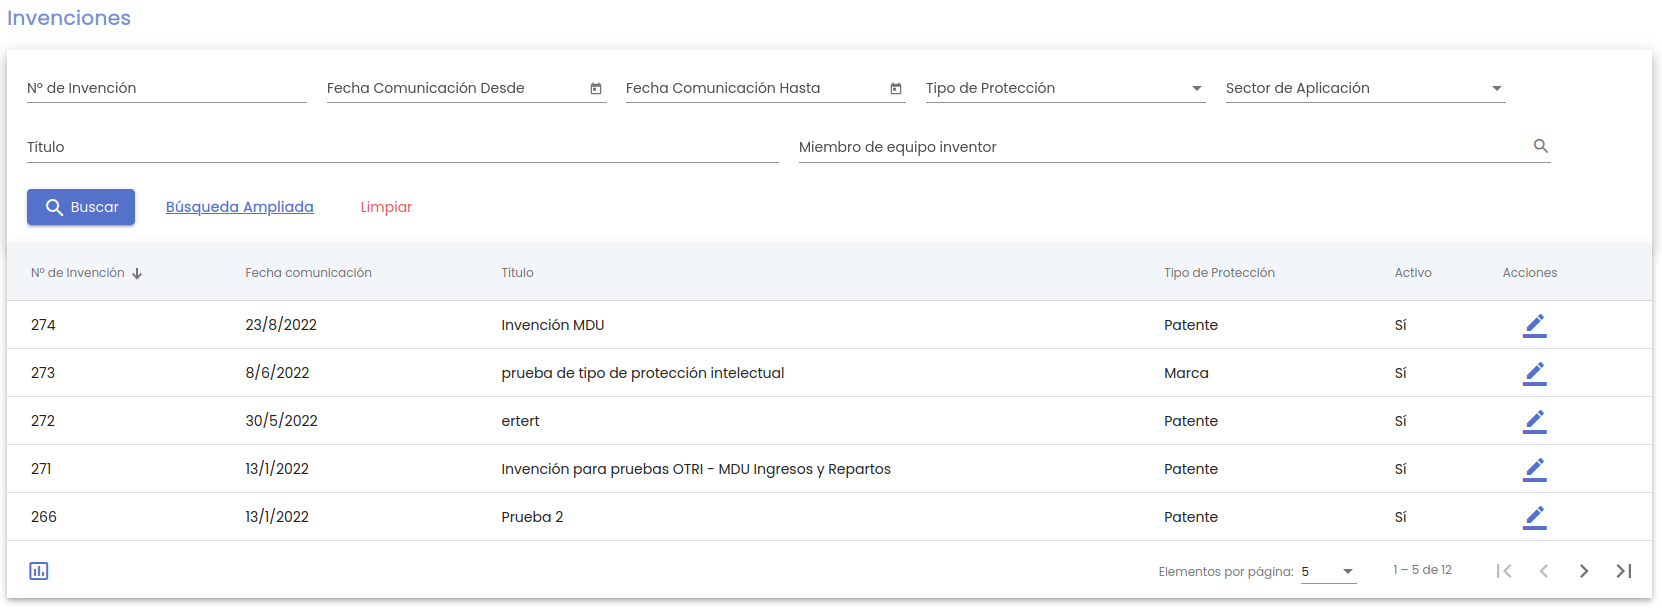 Invenciones
Nº de Invención Fecha Comunicación Desde Fecha Comunicación Hasta Tipo de Protección Sector de Aplicación
Título Miembro de equipo inventor
Buscar Búsqueda Ampliada Limpiar
Nº de Invención Fecha comunicación Título Tipo de Protección Activo Acciones
274 23/8/2022 Invención MDU Patente Sí
273 8/6/2022 prueba de tipo de protección intelectual Marca Sí
272 30/5/2022 ertert Patente Sí
271 13/1/2022 Invención para pruebas OTRI - MDU Ingresos y Repartos Patente Sí
266 13/1/2022 Prueba 2 Patente Sí
Elementos por página: 5 1 – 5 de 12